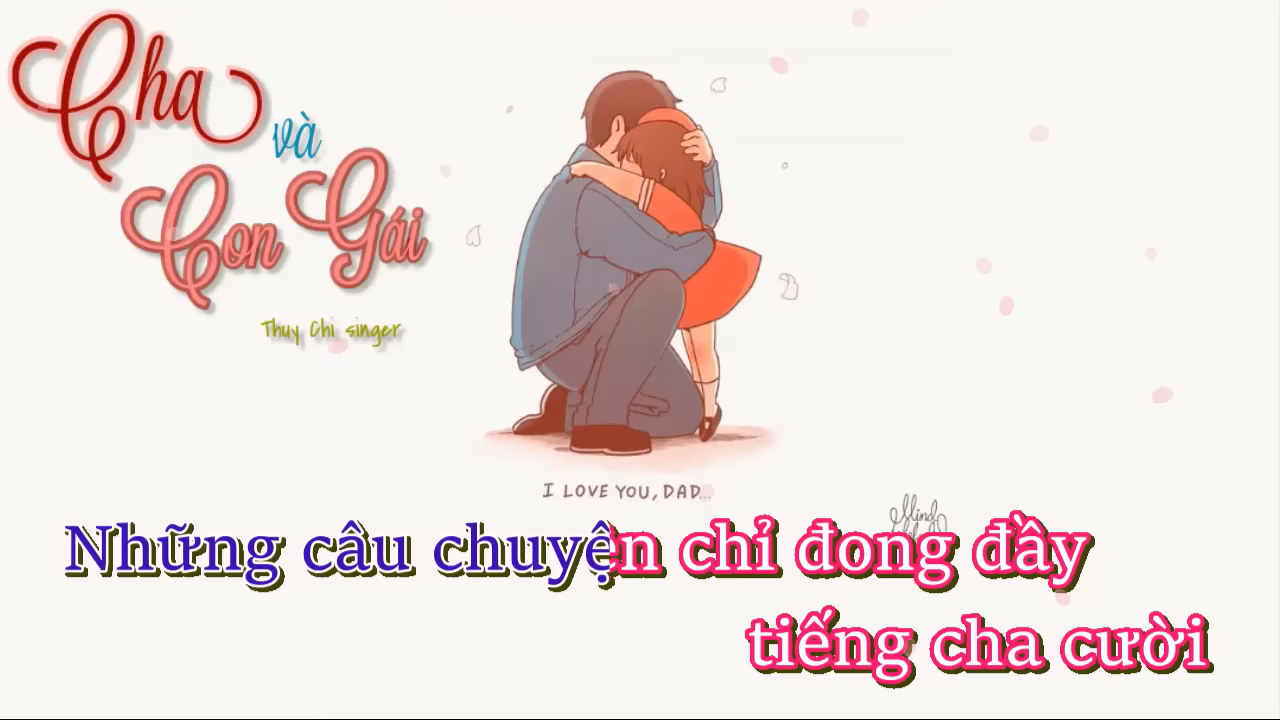 Cha
và
Con Gái
Thuy Chi singer
I LOVE YOU, DAD...
Mind
Những câu chuyện chỉ đong đầy
tiếng cha cười